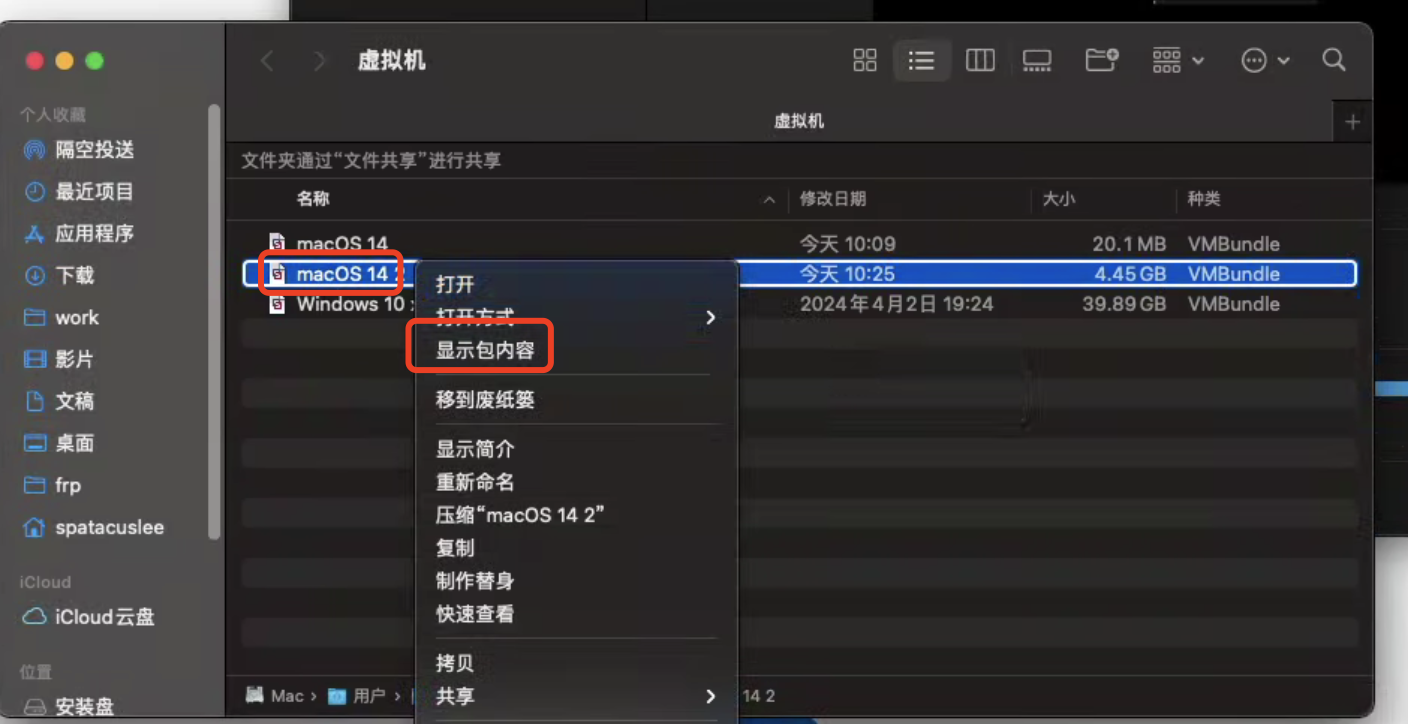 虚拟机
个人收藏
隔空投送
最近项目
应用程序
下载
work
影片
文稿
桌面
frp
spatacuslee
iCloud
iCloud云盘
位置
安装盘
虚拟机
文件夹通过“文件共享”进行共享
名称 修改日期 大小 种类
macOS 14 今天 10:09 20.1 MB VMBundle
macOS 14 2 今天 10:25 4.45 GB VMBundle
Windows 10 2024年4月2日 19:24 39.89 GB VMBundle
打开
打开方式
显示包内容
移到废纸篓
显示简介
重新命名
压缩“macOS 14 2”
复制
制作替身
快速查看
拷贝
共享
Mac › 用户 › 14 2